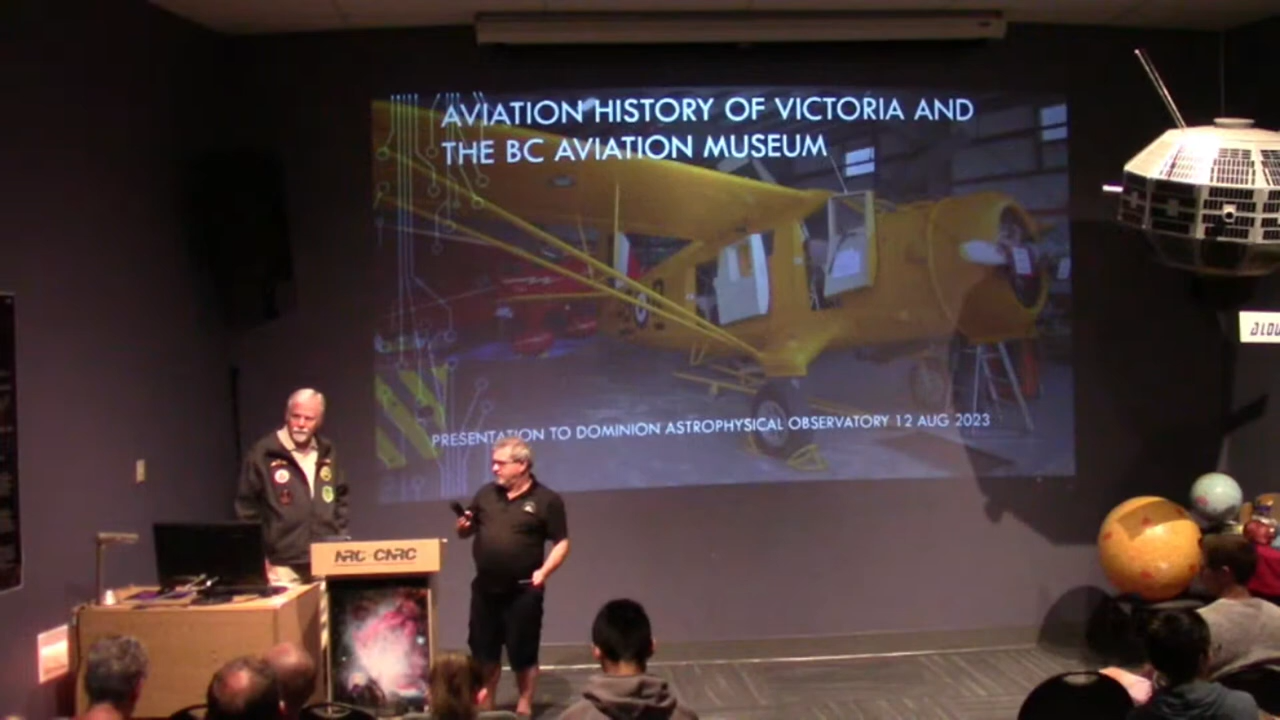 AVIATION HISTORY OF VICTORIA AND
THE BC AVIATION MUSEUM
PRESENTATION TO DOMINION ASTROPHYSICAL OBSERVATORY 12 AUG 2023
NRC·CNRC